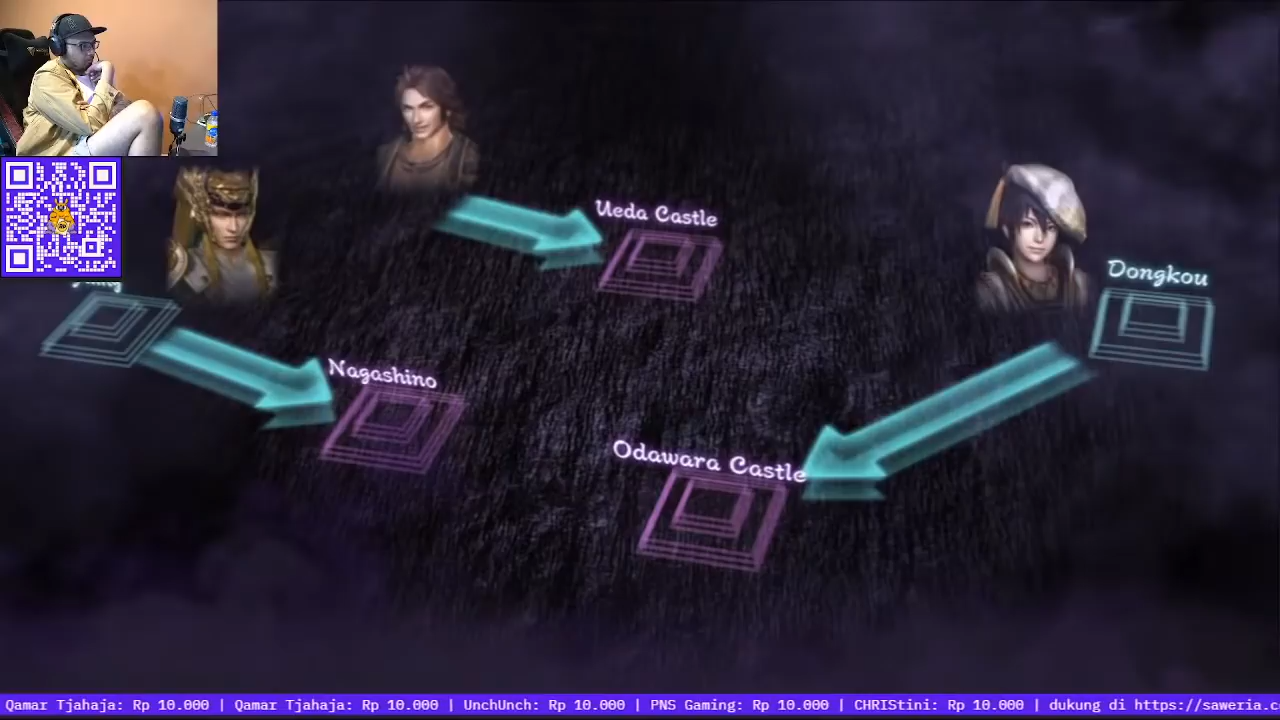 Ueda Castle
Dongkou
Nagashino
Odawara Castle
Qamar Tjahaja: Rp 10.000 | Qamar Tjahaja: Rp 10.000 | UnchUnch: Rp 10.000 | PNS Gaming: Rp 10.000 | CHRIStini: Rp 10.000 | dukung di https://saweria.c